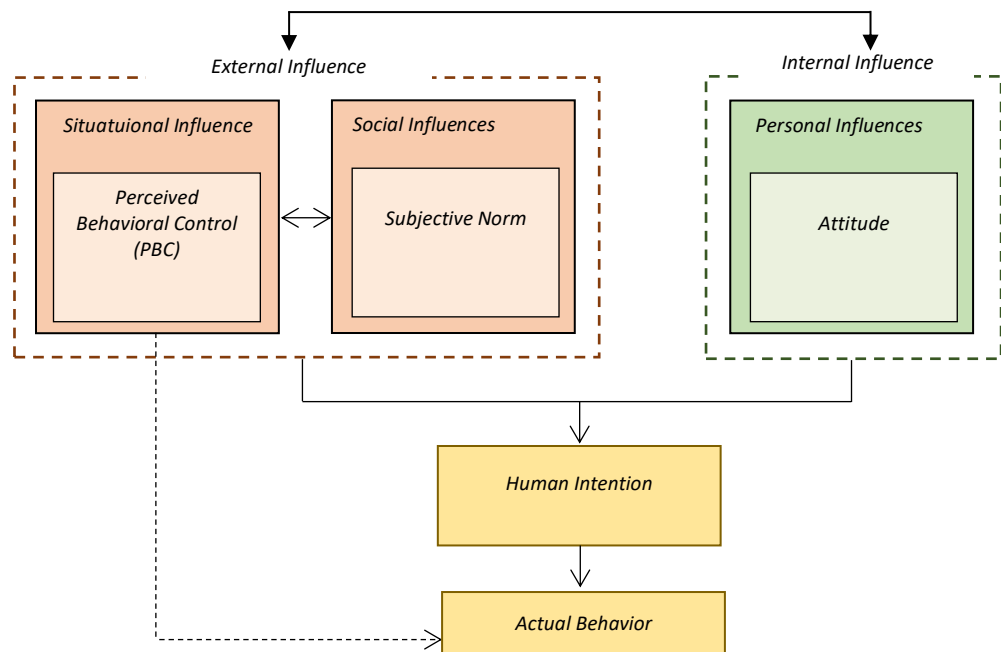 External Influence
Internal Influence
Situatuional Influence
Social Influences
Personal Influences
Perceived
Behavioral Control
(PBC)
Subjective Norm
Attitude
Human Intention
Actual Behavior